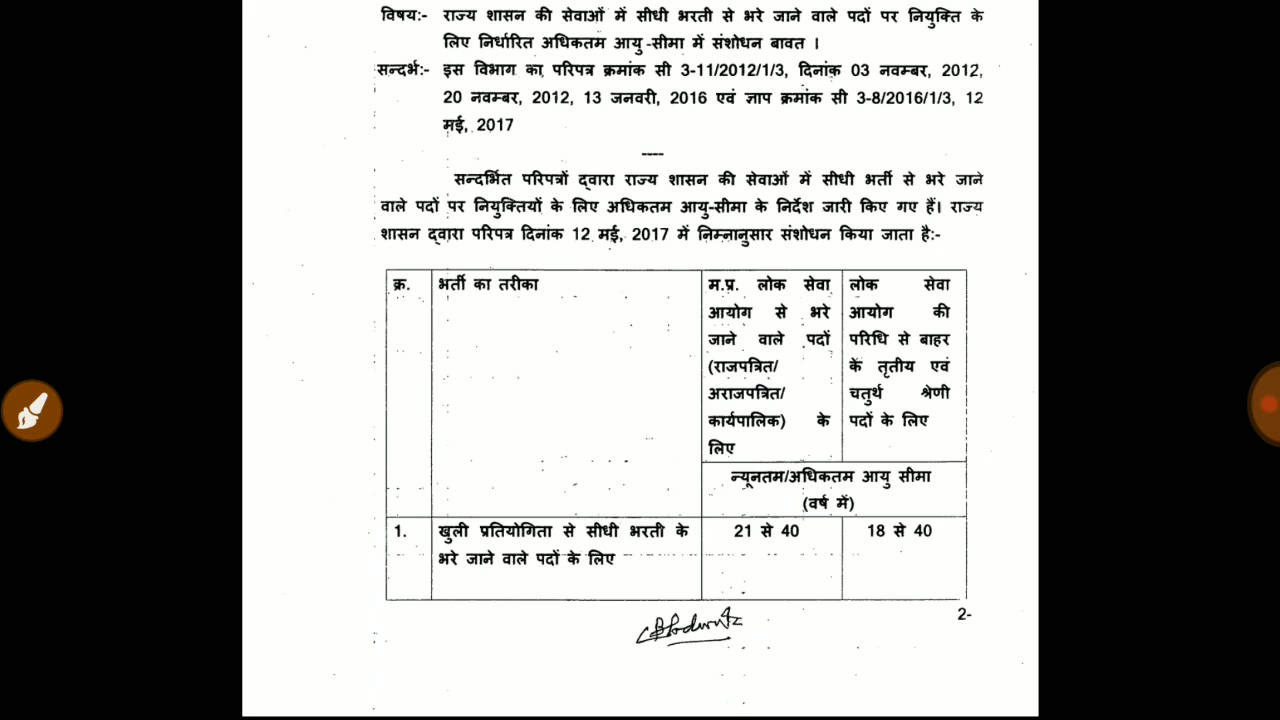 विषय:- राज्य शासन की सेवाओं में सीधी भरती से भरे जाने वाले पदों पर नियुक्ति के
लिए निर्धारित अधिकतम आयु-सीमा में संशोधन बावत ।
सन्दर्भ:- इस विभाग का परिपत्र क्रमांक सी 3-11/2012/1/3, दिनांक 03 नवम्बर, 2012,
20 नवम्बर, 2012, 13 जनवरी, 2016 एवं ज्ञाप क्रमांक सी 3-8/2016/1/3, 12
मई, 2017
----
सन्दर्भित परिपत्रों द्वारा राज्य शासन की सेवाओं में सीधी भर्ती से भरे जाने
वाले पदों पर नियुक्तियों के लिए अधिकतम आयु-सीमा के निर्देश जारी किए गए हैं। राज्य
शासन द्वारा परिपत्र दिनांक 12 मई, 2017 में निम्नानुसार संशोधन किया जाता है:-
क्र.
भर्ती का तरीका
म.प्र. लोक सेवा
आयोग से भरे
जाने वाले पदों
(राजपत्रित/
अराजपत्रित/
कार्यपालिक) के
लिए
लोक सेवा
आयोग की
परिधि से बाहर
के तृतीय एवं
चतुर्थ श्रेणी
पदों के लिए
न्यूनतम/अधिकतम आयु सीमा
(वर्ष में)
1. खुली प्रतियोगिता से सीधी भरती के 21 से 40 18 से 40
भरे जाने वाले पदों के लिए
2-